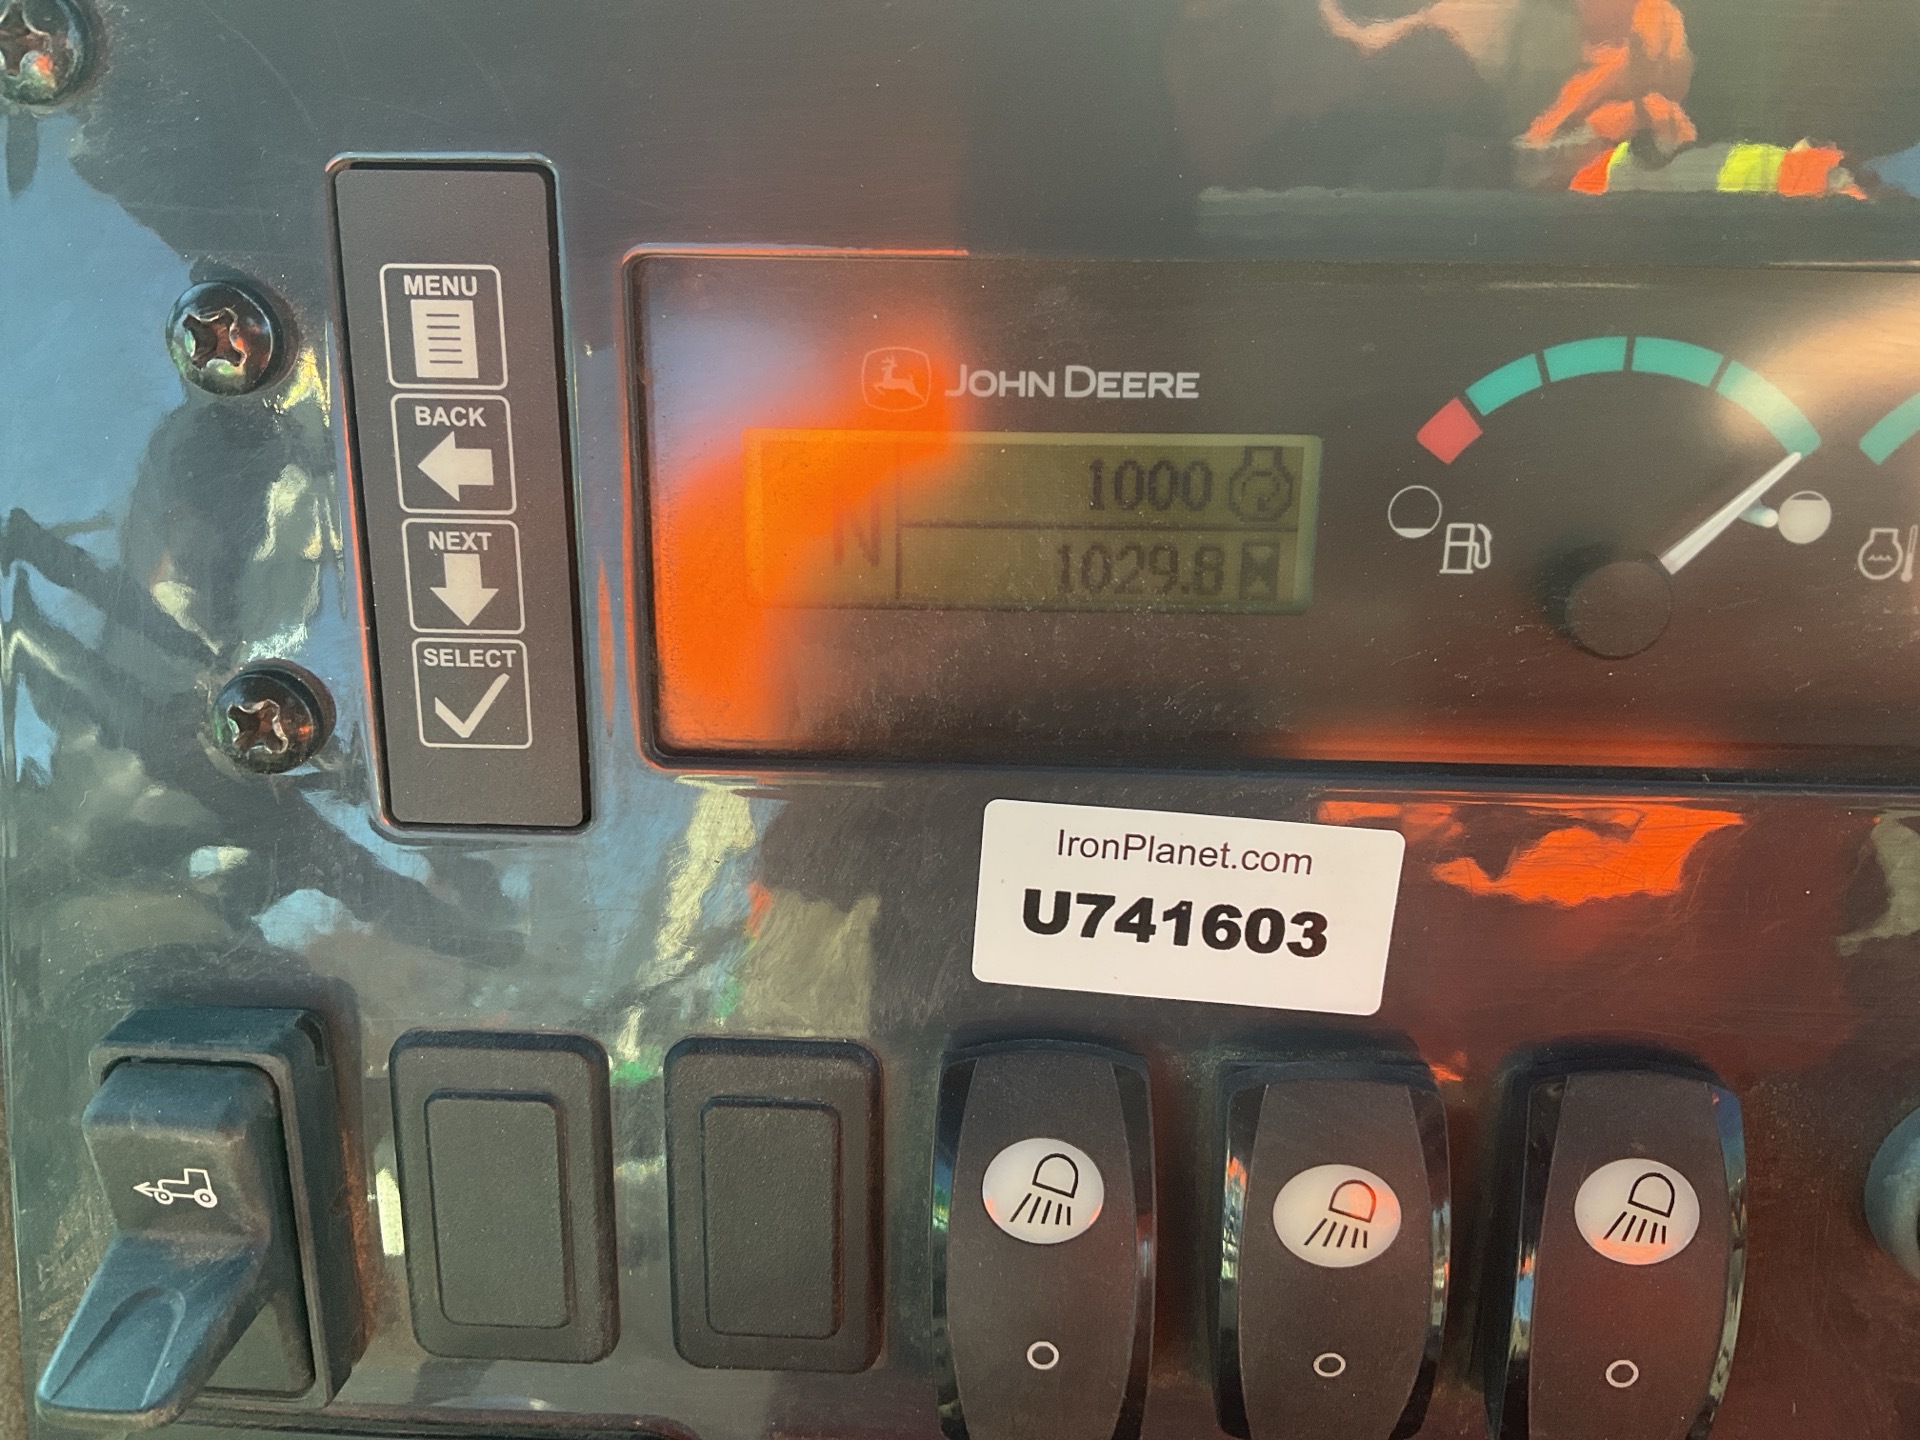 MENU
BACK
NEXT
SELECT
JOHN DEERE
1000
N
1029.8
IronPlanet.com
U741603